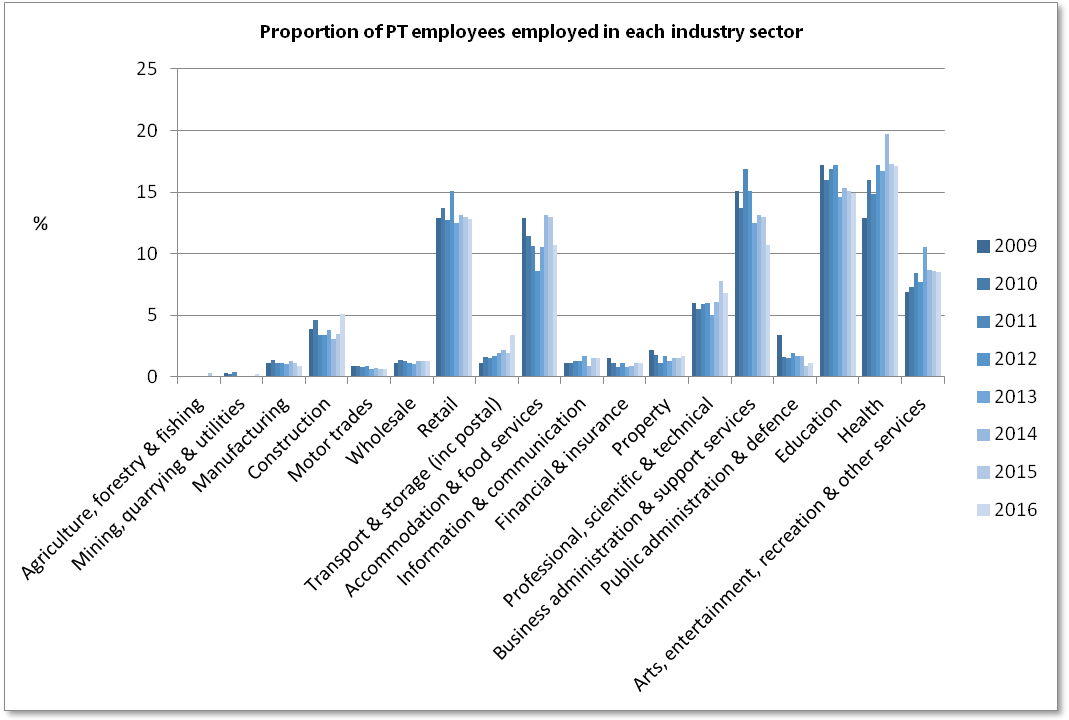 Proportion of PT employees employed in each industry sector
25
20
15
10
5
0
%
Agriculture, forestry & fishing
Mining, quarrying & utilities
Manufacturing
Construction
Motor trades
Wholesale
Retail
Transport & storage (inc postal)
Accommodation & food services
Information & communication
Financial & insurance
Property
Professional, scientific & technical
Business administration & support services
Public administration & defence
Education
Health
Arts, entertainment, recreation & other services
2009
2010
2011
2012
2013
2014
2015
2016